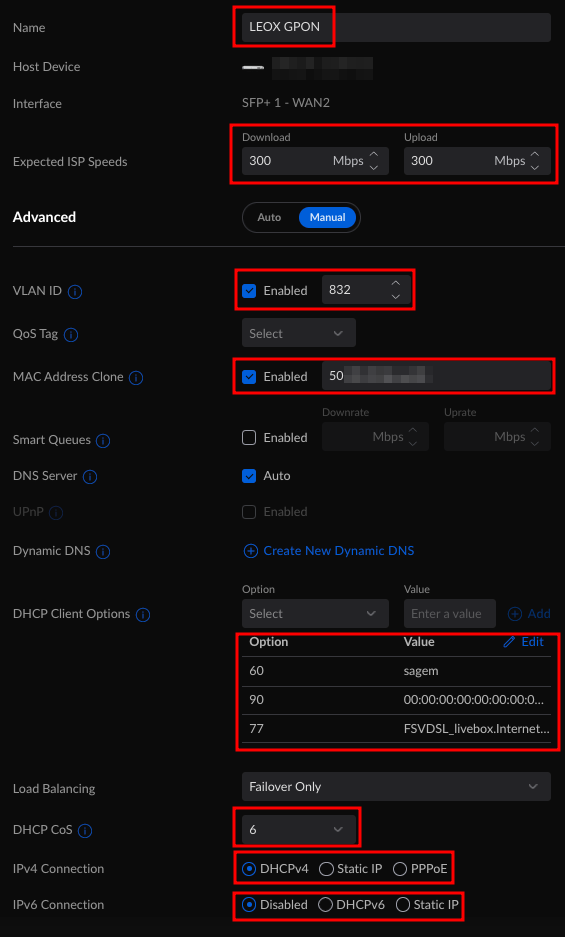 Name LEOX GPON
Host Device
Interface SFP+ 1 - WAN2
Download Upload
Expected ISP Speeds 300 Mbps 300 Mbps
Advanced Auto Manual
VLAN ID Enabled 832
QoS Tag Select
MAC Address Clone Enabled 50
Downrate Uprate
Smart Queues Enabled Mbps Mbps
DNS Server Auto
UPnP Enabled
Dynamic DNS Create New Dynamic DNS
Option Value
DHCP Client Options Select Enter a value Add
Option Value Edit
60 sagem
90 00:00:00:00:00:00:00:0...
77 FSVDSL_livebox.Internet...
Load Balancing Failover Only
DHCP CoS 6
IPv4 Connection DHCPv4 Static IP PPPoE
IPv6 Connection Disabled DHCPv6 Static IP